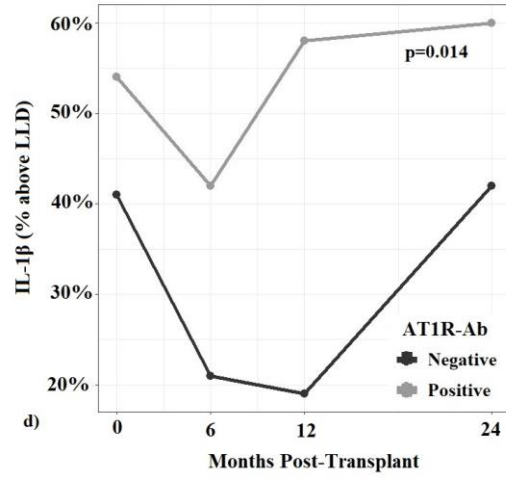 60%
p=0.014
50%
IL-1β (% above LLD)
40%
30%
AT1R-Ab
Negative
Positive
20%
d)
0 6 12 24
Months Post-Transplant